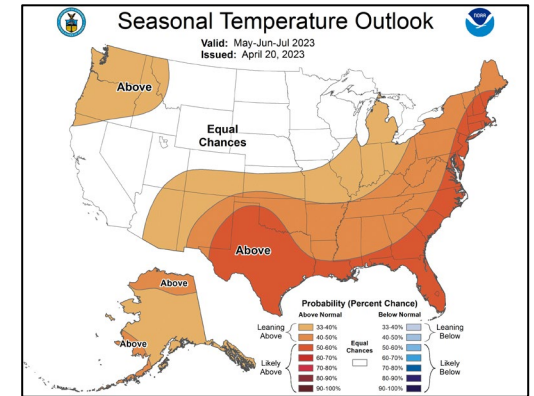 Seasonal Temperature Outlook
Valid: May-Jun-Jul 2023
Issued: April 20, 2023
NOAA
Above
Equal
Chances
Above
Above
Above
Probability (Percent Chance)
Above Normal
Below Normal
Leaning
Above
33-40%
40-50%
Likely
Above
50-60%
60-70%
70-80%
80-90%
90-100%
Equal
Chances
33-40%
40-50%
Leaning
Below
50-60%
60-70%
70-80%
80-90%
90-100%
Likely
Below